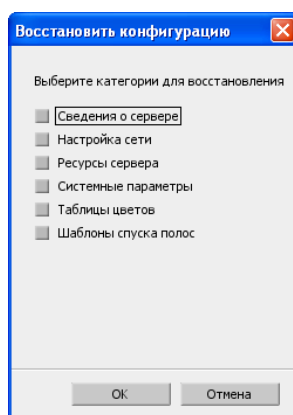 Восстановить конфигурацию
Выберите категории для восстановления
Сведения о сервере
Настройка сети
Ресурсы сервера
Системные параметры
Таблицы цветов
Шаблоны спуска полос
OK
Отмена